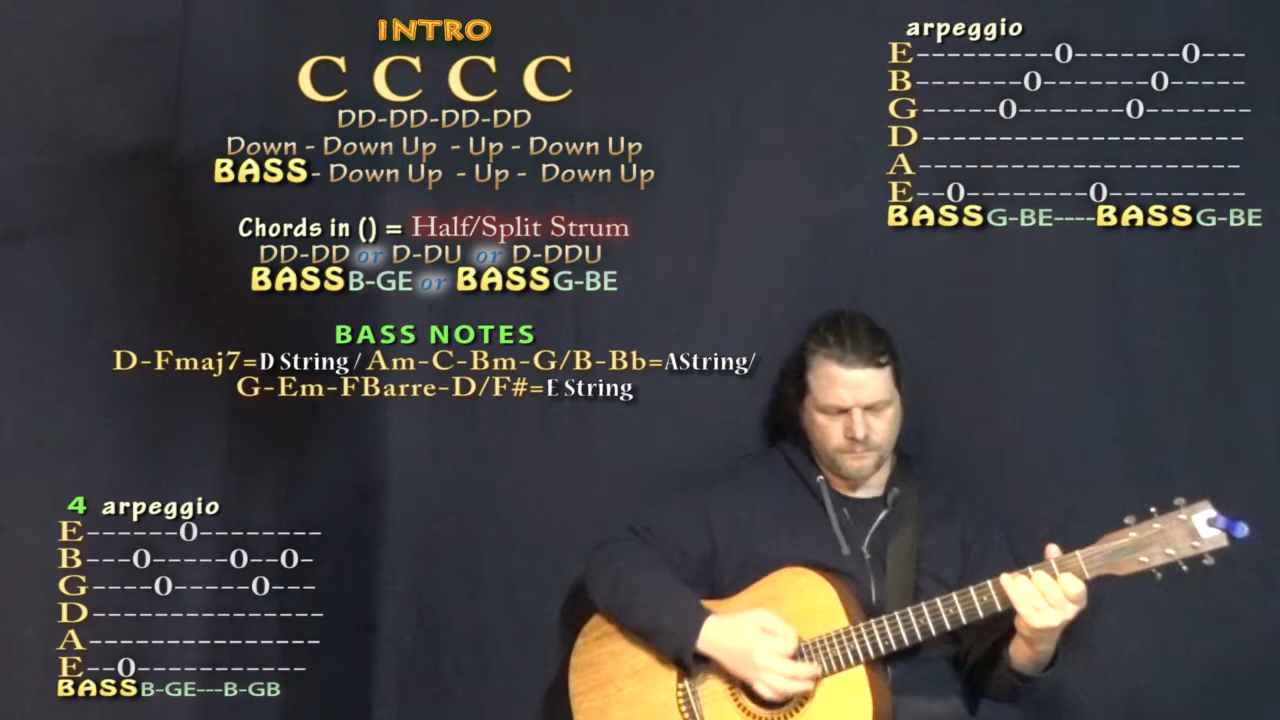 INTRO
C C C C
DD-DD-DD-DD
Down - Down Up - Up - Down Up
BASS- Down Up - Up - Down Up
Chords in () = Half/Split Strum
DD-DD or D-DU or D-DDU
BASSB-GE or BASSG-BE
BASS NOTES
D-Fmaj7=D String / Am-C-Bm-G/B-Bb=AString/
G-Em-FBarre-D/F#=E String
arpeggio
E---------0-------0---
B-------0-------0-----
G-----0-------0-------
D---------------------
A---------------------
E--0--------0---------
BASSG-BE----BASSG-BE
4 arpeggio
E------0--------
B---0-----0--0-
G----0-----0---
D---------------
A---------------
E--0-----------
BASSB-GE---B-GB